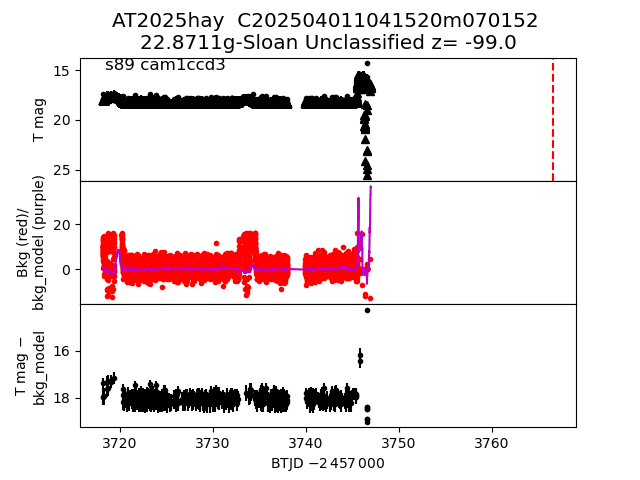 AT2025hay  C202504011041520m070152
22.8711g-Sloan Unclassified z= -99.0
s89 cam1ccd3
15
20
25
T mag
20
0
Bkg (red)/
bkg_model (purple)
16
18
T mag −
bkg_model
3720
3730
3740
3750
3760
BTJD −2 457 000